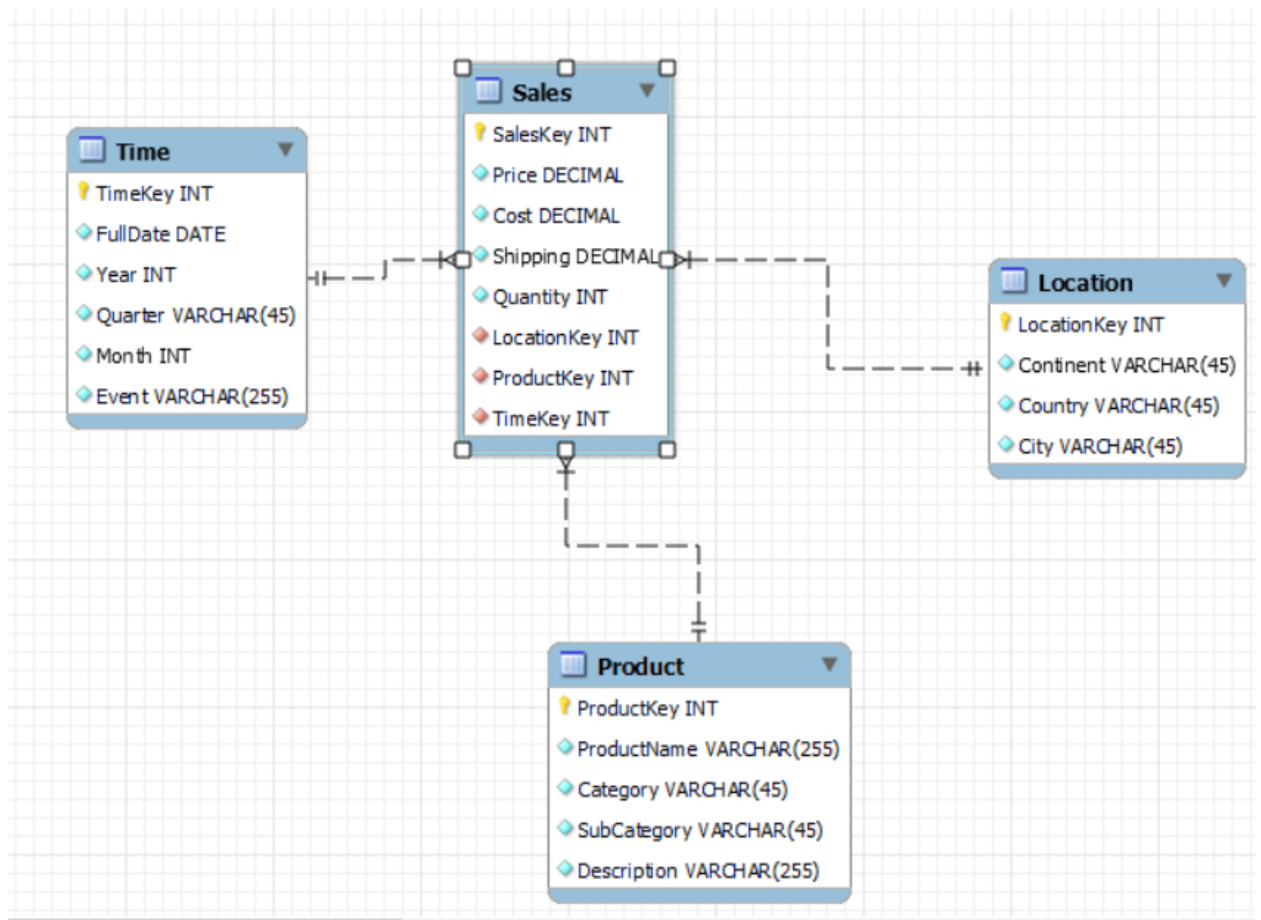 Sales
SalesKey INT
Price DECIMAL
Cost DECIMAL
Shipping DECIMAL
Quantity INT
LocationKey INT
ProductKey INT
TimeKey INT
Time
TimeKey INT
FullDate DATE
Year INT
Quarter VARCHAR(45)
Month INT
Event VARCHAR(255)
Location
LocationKey INT
Continent VARCHAR(45)
Country VARCHAR(45)
City VARCHAR(45)
Product
ProductKey INT
ProductName VARCHAR(255)
Category VARCHAR(45)
SubCategory VARCHAR(45)
Description VARCHAR(255)